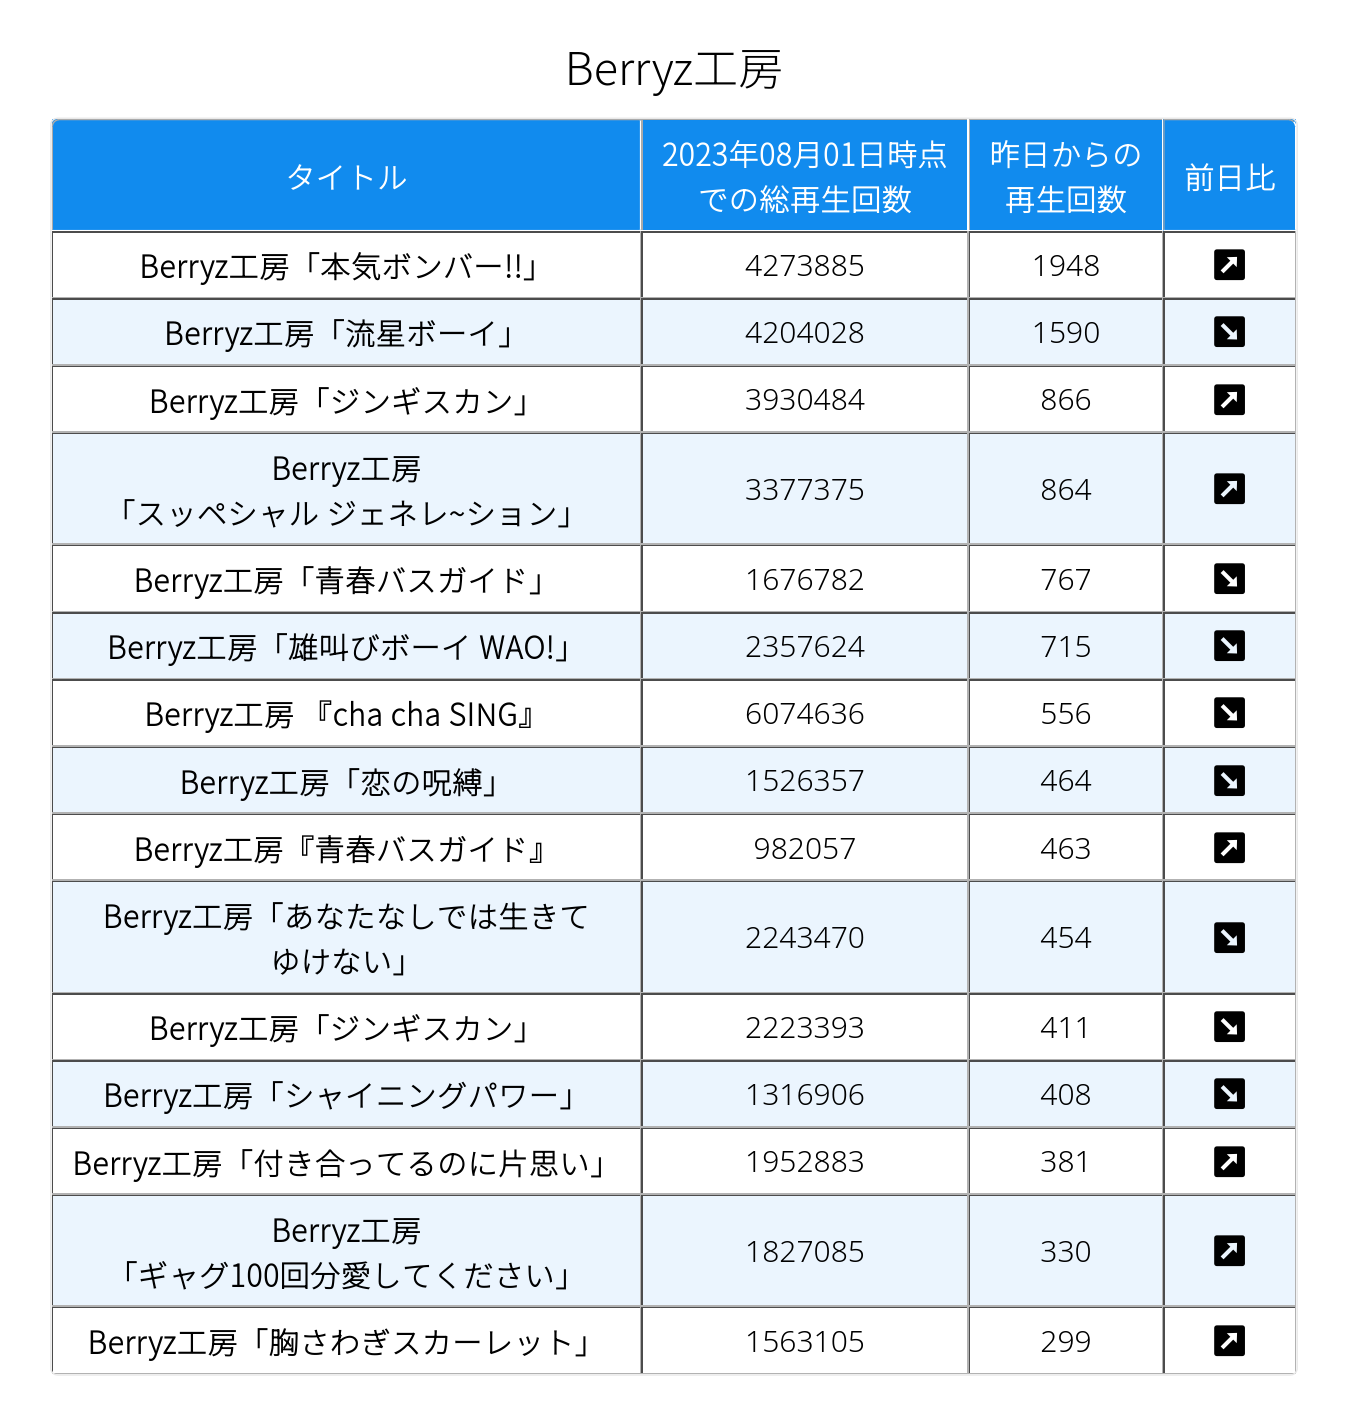 Berryz工房
タイトル
2023年08月01日時点
での総再生回数
昨日からの
再生回数
前日比
Berryz工房「本気ボンバー!!」 4273885 1948
Berryz工房「流星ボーイ」 4204028 1590
Berryz工房「ジンギスカン」 3930484 866
Berryz工房
「スッペシャル ジェネレ~ション」 3377375 864
Berryz工房「青春バスガイド」 1676782 767
Berryz工房「雄叫びボーイ WAO!」 2357624 715
Berryz工房 『cha cha SING』 6074636 556
Berryz工房「恋の呪縛」 1526357 464
Berryz工房『青春バスガイド』 982057 463
Berryz工房「あなたなしでは生きて
ゆけない」 2243470 454
Berryz工房「ジンギスカン」 2223393 411
Berryz工房「シャイニングパワー」 1316906 408
Berryz工房「付き合ってるのに片思い」 1952883 381
Berryz工房
「ギャグ100回分愛してください」 1827085 330
Berryz工房「胸さわぎスカーレット」 1563105 299